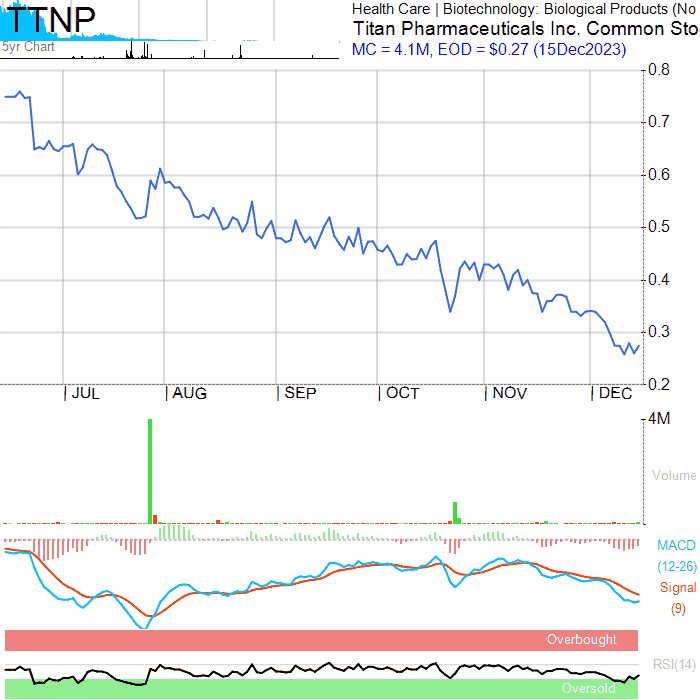 TTNP
5yr Chart
Health Care | Biotechnology: Biological Products (No
Titan Pharmaceuticals Inc. Common Sto
MC = 4.1M, EOD = $0.27 (15Dec2023)
0.8
0.7
0.6
0.5
0.4
0.3
0.2
JUL AUG SEP OCT NOV DEC
4M
Volume
MACD
(12-26)
Signal
(9)
Overbought
RSI(14)
Oversold